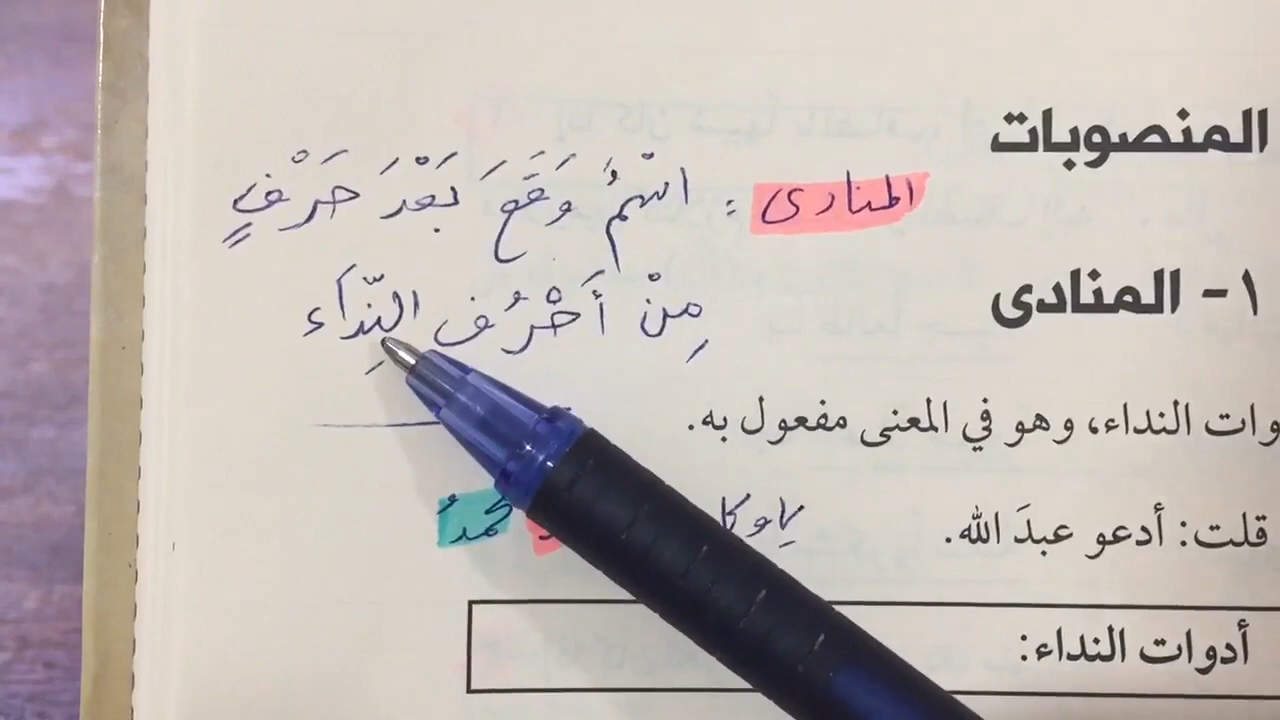 المنصوبات
المنادى : اسْمٌ وَقَعَ بَعْدَ حَرْفٍ
مِنْ أَحْرُف النِّدَاء
١- المنادى
وات النداء، وهو في المعنى مفعول به.
قلت: أدعو عبدَ الله.
محمدُ
أدوات النداء: